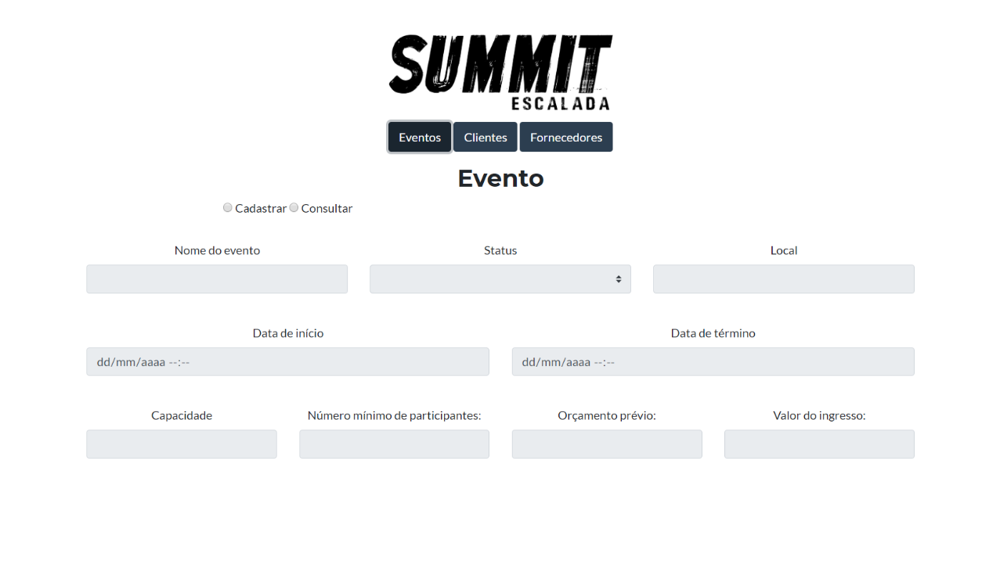 SUMMIT
ESCALADA
Eventos Clientes Fornecedores
Evento
Cadastrar Consultar
Nome do evento Status Local
Data de início Data de término
dd/mm/aaaa --:-- dd/mm/aaaa --:--
Capacidade Número mínimo de participantes: Orçamento prévio: Valor do ingresso: